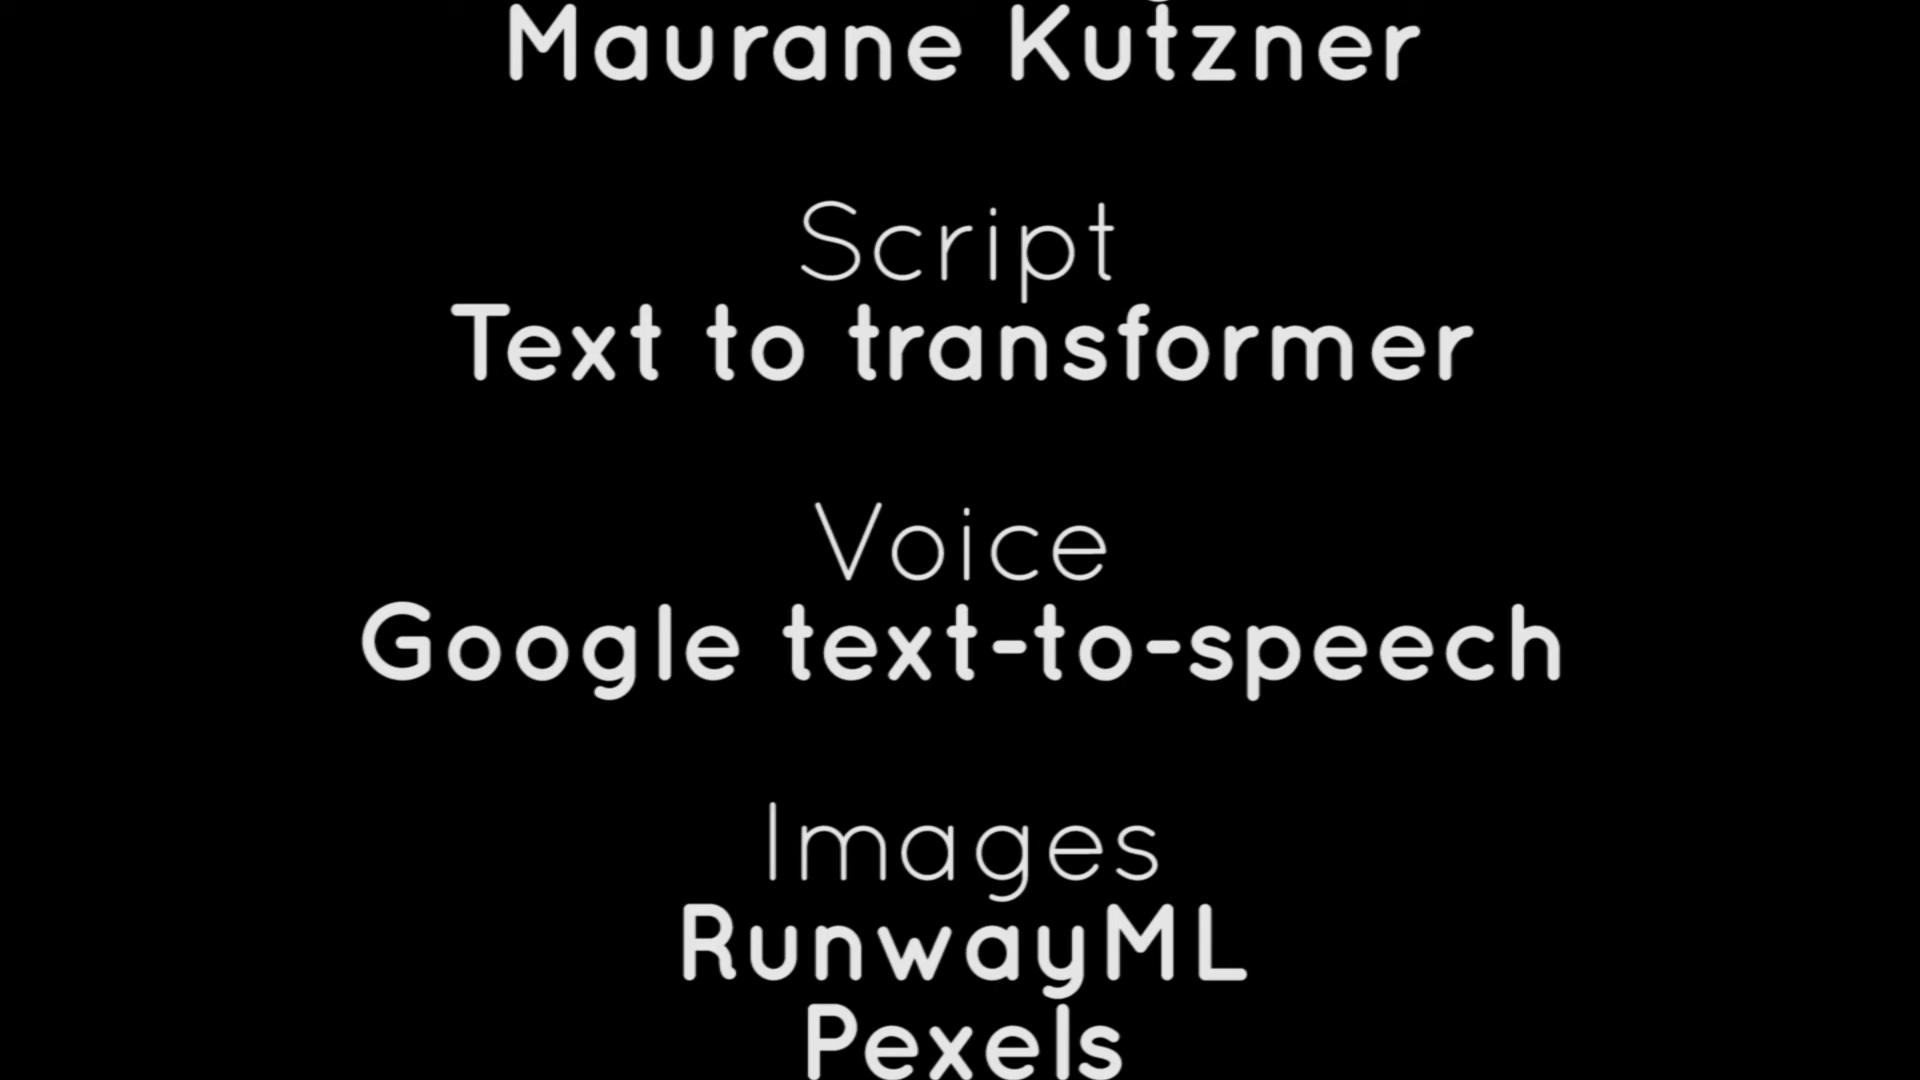 Maurane Kutzner
Script
Text to transformer
Voice
Google text-to-speech
Images
RunwayML
Pexels